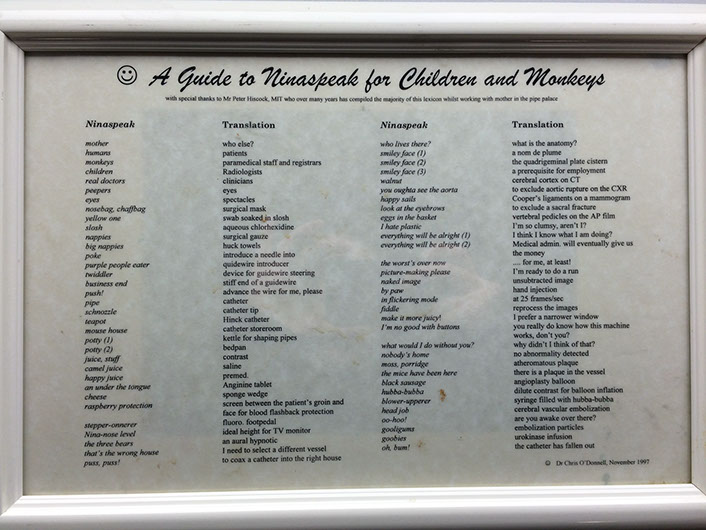 ☺ A Guide to Ninaspeak for Children and Monkeys
with special thanks to Mr Peter Hiscock, MIT who over many years has compiled the majority of this lexicon whilst working with mother in the pipe palace
Ninaspeak Translation
mother who else?
humans patients
monkeys paramedical staff and registrars
children Radiologists
real doctors clinicians
peepers eyes
eyes spectacles
nosebag, chaffbag surgical mask
yellow one swab soaked in slosh
slosh aqueous chlorhexidine
nappies surgical gauze
big nappies huck towels
poke introduce a needle into
purple people eater quidewire introducer
twiddler device for guidewire steering
business end stiff end of a guidewire
push! advance the wire for me, please
pipe catheter
schnozzle catheter tip
teapot Hinck catheter
mouse house catheter storeroom
potty (1) kettle for shaping pipes
potty (2) bedpan
juice, stuff contrast
camel juice saline
happy juice premed.
an under the tongue Anginine tablet
cheese sponge wedge
raspberry protection screen between the patient's groin and
face for blood flashback protection
stepper-onnerer fluoro. footpedal
Nina-nose level ideal height for TV monitor
the three bears an aural hypnotic
that's the wrong house I need to select a different vessel
puss, puss! to coax a catheter into the right house
Ninaspeak Translation
who lives there? what is the anatomy?
smiley face (1) a nom de plume
smiley face (2) the quadrigeminal plate cistern
smiley face (3) a prerequisite for employment
walnut cerebral cortex on CT
you oughta see the aorta to exclude aortic rupture on the CXR
happy sails Cooper's ligaments on a mammogram
look at the eyebrows to exclude a sacral fracture
eggs in the basket vertebral pedicles on the AP film
I hate plastic I'm so clumsy, aren't I?
everything will be alright (1) I think I know what I am doing?
everything will be alright (2) Medical admin. will eventually give us
the money
the worst's over now .... for me, at least!
picture-making please I'm ready to do a run
naked image unsubtracted image
by paw hand injection
in flickering mode at 25 frames/sec
fiddle reprocess the images
make it more juicy! I prefer a narrower window
I'm no good with buttons you really do know how this machine
works, don't you?
what would I do without you? why didn't I think of that?
nobody's home no abnormality detected
moss, porridge atheromatous plaque
the mice have been here there is a plaque in the vessel
black sausage angioplasty balloon
hubba-bubba dilute contrast for balloon inflation
blower-upperer syringe filled with hubba-bubba
head job cerebral vascular embolization
oo-hoo! are you awake over there?
gooligums embolization particles
goobies urokinase infusion
oh, bum! the catheter has fallen out
☺ Dr Chris O'Donnell, November 1997